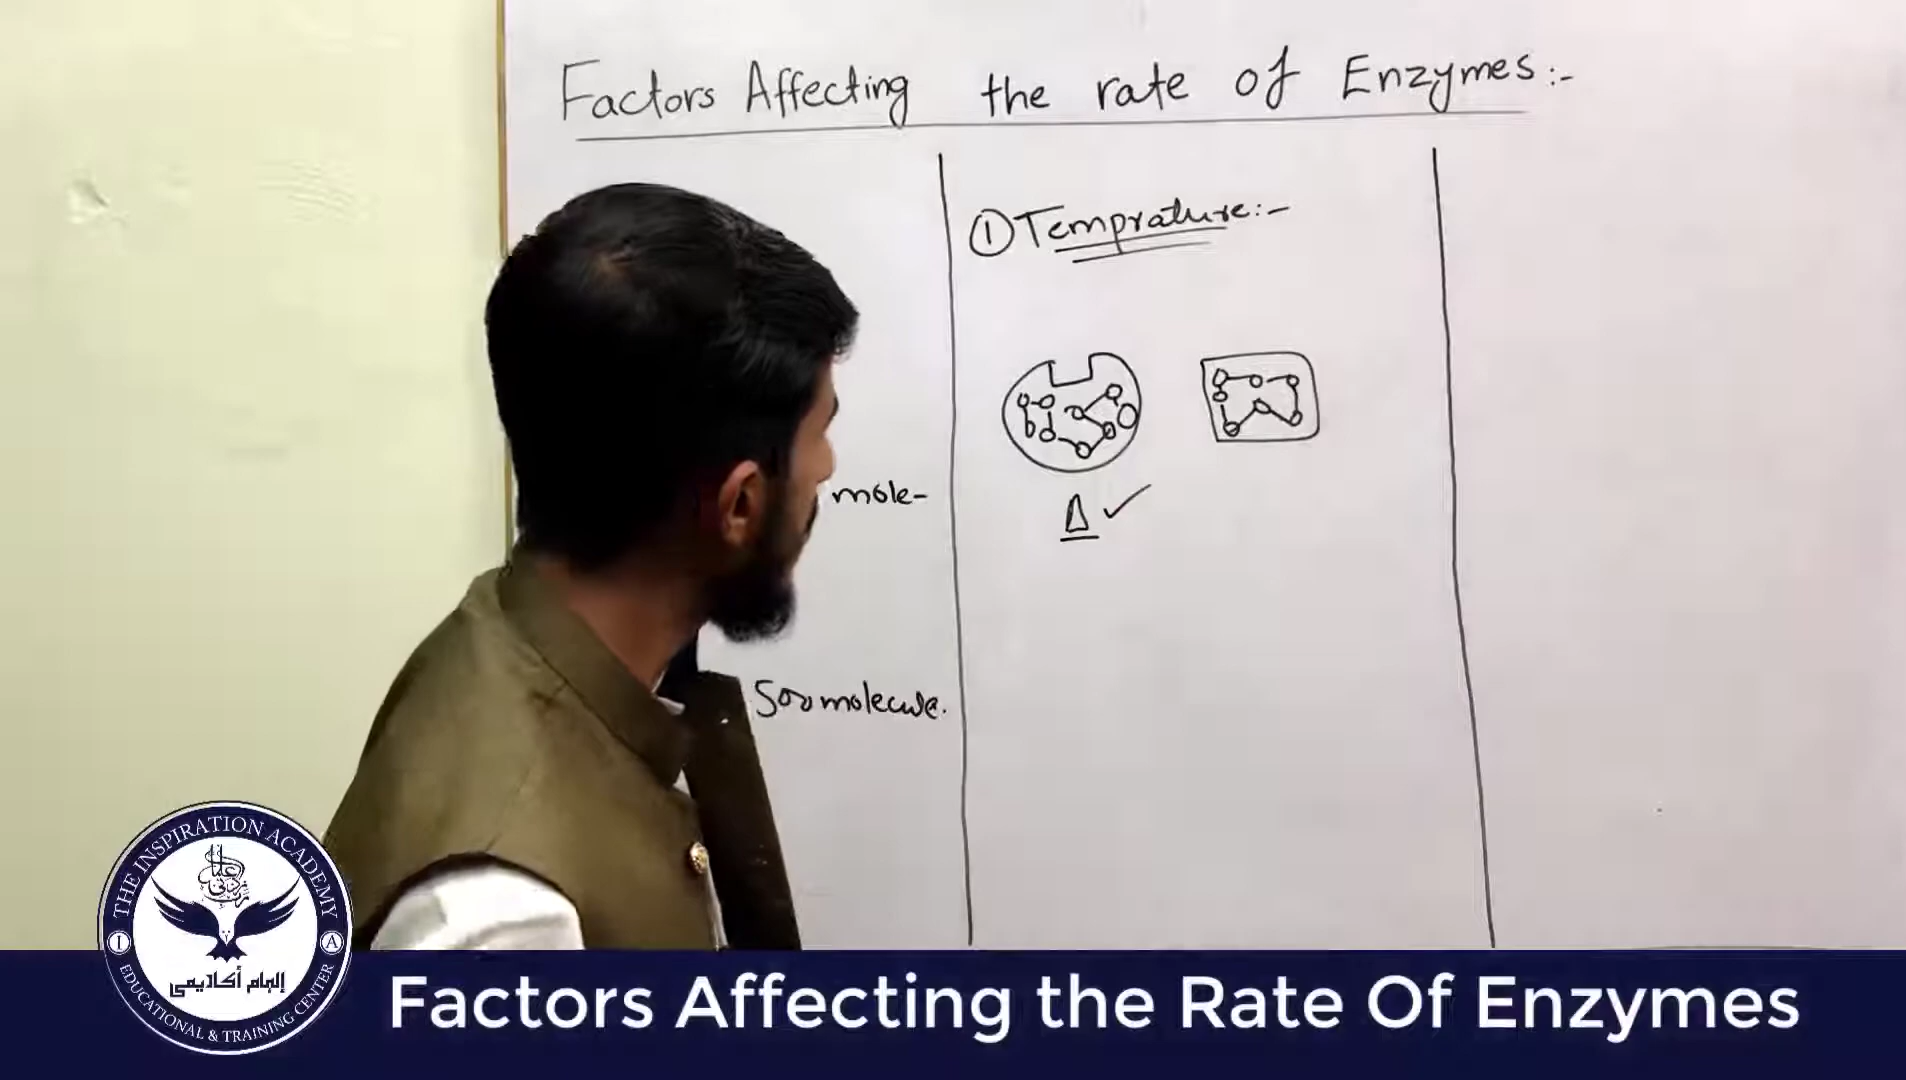 Factors Affecting the rate of Enzymes:-
① Temprature:-
mole-
Δ ✓
500 molecule.
THE INSPIRATION ACADEMY
I A
إلہام أکاڈیمی
EDUCATIONAL & TRAINING CENTER
Factors Affecting the Rate Of Enzymes